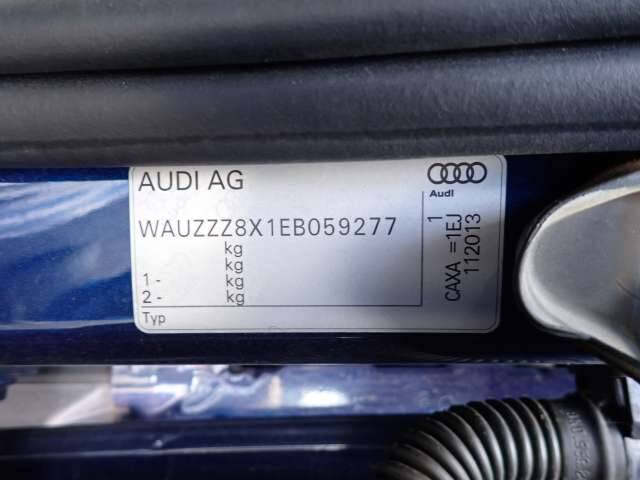 AUDI AG
Audi
WAUZZZ8X1EB059277
kg
kg
1 - kg
2 - kg
Typ
1
CAXA =1EJ
112013